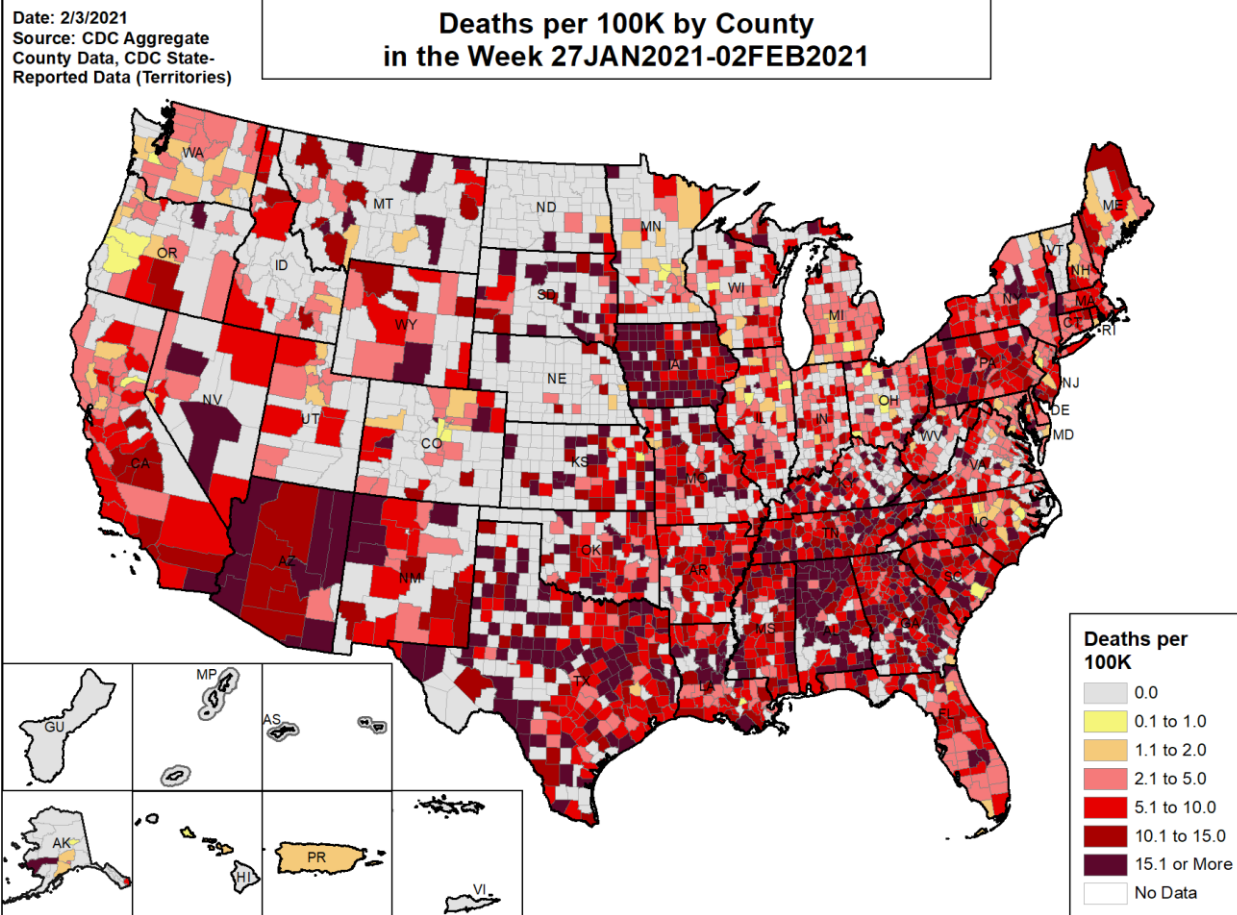 Date: 2/3/2021
Source: CDC Aggregate
County Data, CDC State-
Reported Data (Territories)
Deaths per 100K by County
in the Week 27JAN2021-02FEB2021
WA
MT
ND
MN
ME
OR
ID
SD
WI
MI
VT
NH
NY
MA
CT
RI
WY
NE
IA
PA
NJ
NV
UT
CO
IL
IN
OH
DE
MD
WV
VA
CA
KS
MO
KY
AZ
NM
OK
AR
TN
NC
SC
MS
AL
GA
TX
LA
FL
GU
MP
AS
AK
HI
PR
VI
Deaths per
100K
0.0
0.1 to 1.0
1.1 to 2.0
2.1 to 5.0
5.1 to 10.0
10.1 to 15.0
15.1 or More
No Data